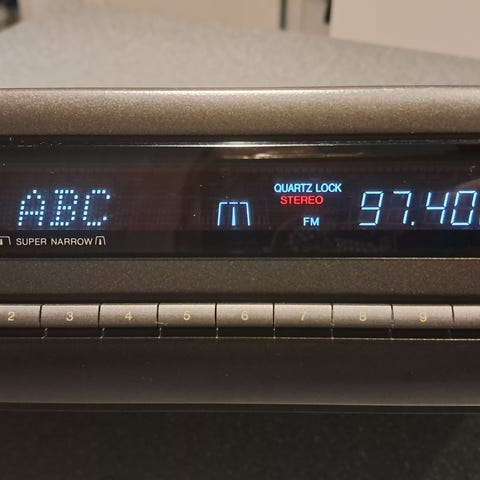 ABC
QUARTZ LOCK
STEREO
FM
97.40
SUPER NARROW
2 3 4 5 6 7 8 9